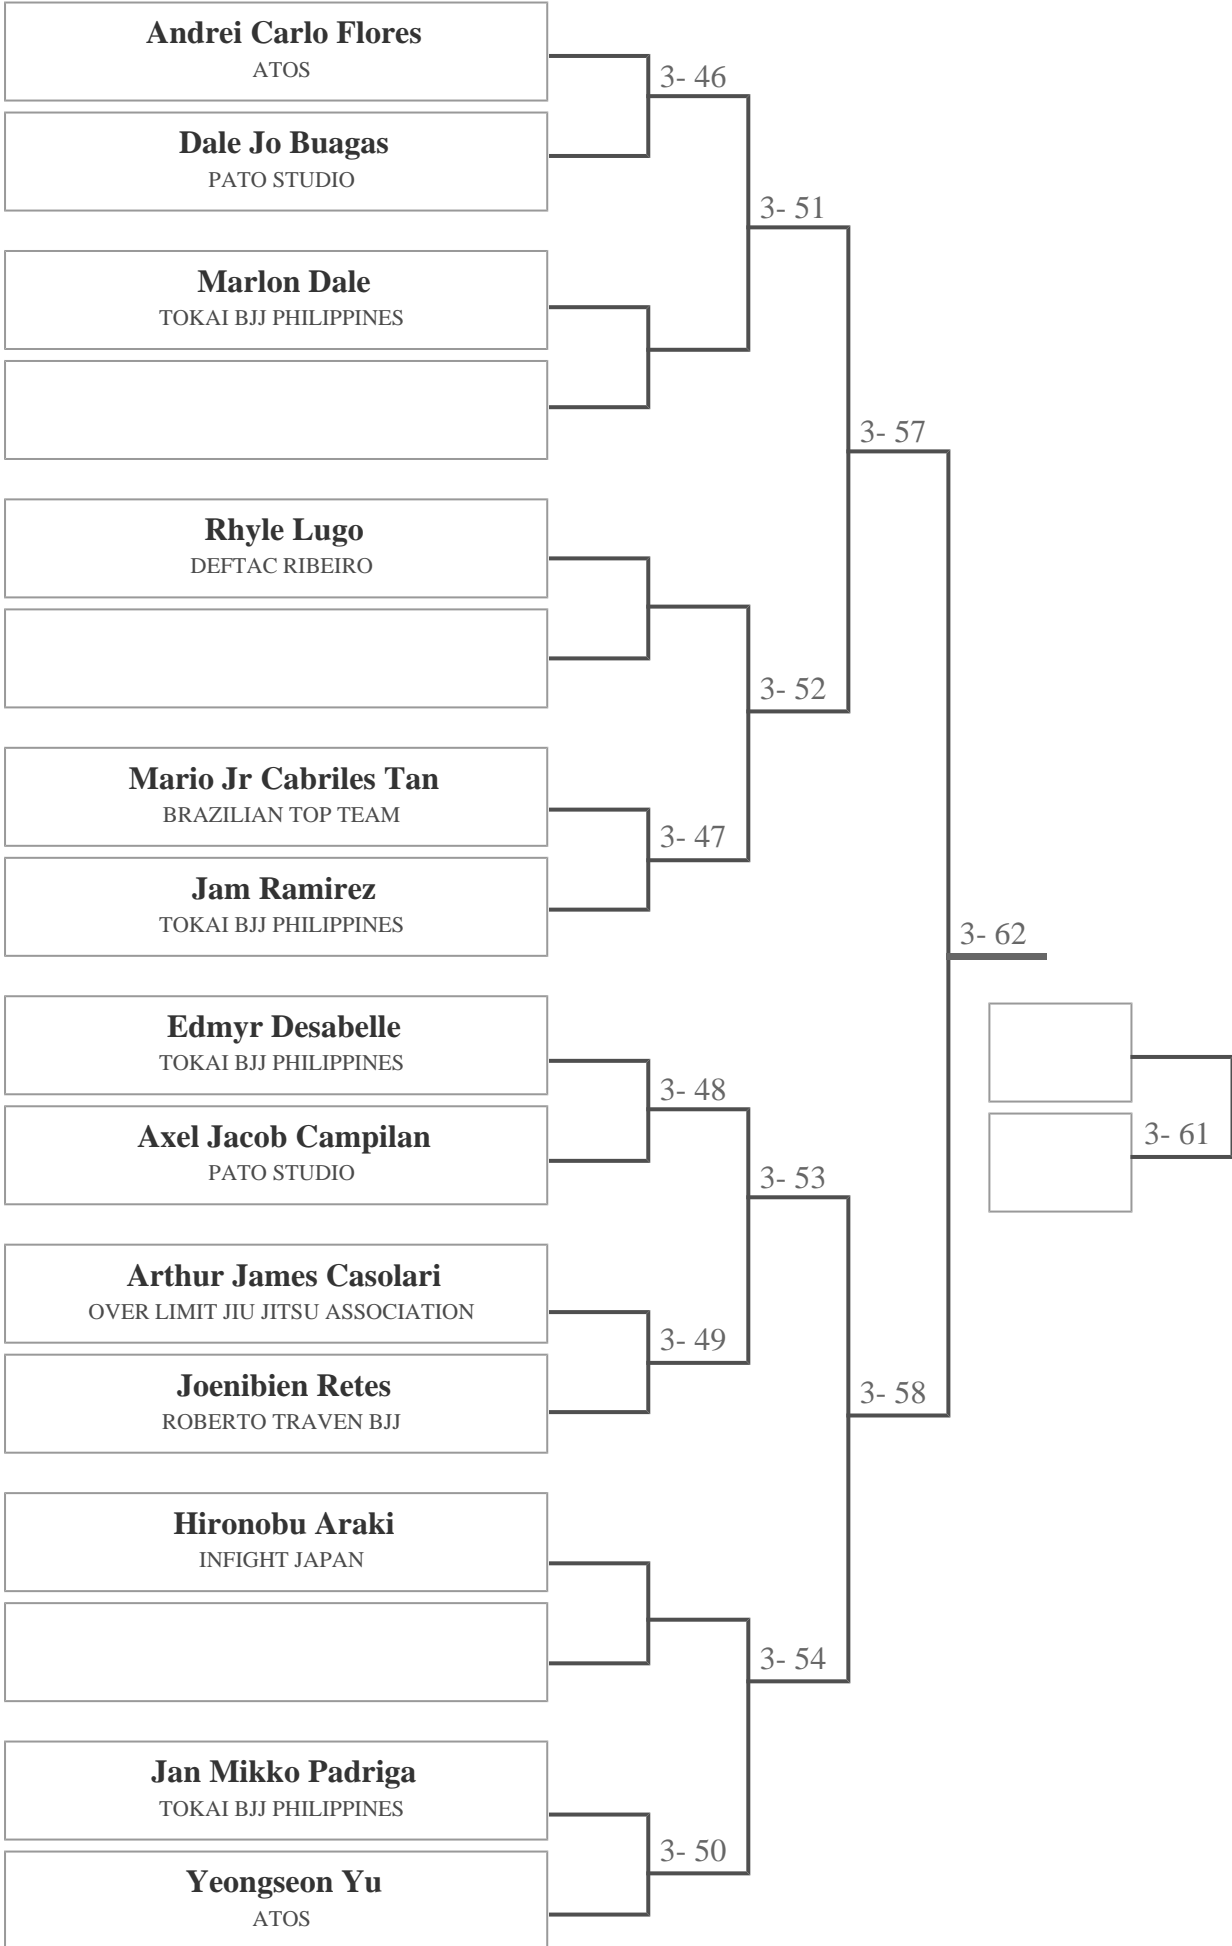 Andrei Carlo Flores
ATOS
3- 46
Dale Jo Buagas
PATO STUDIO
3- 51
Marlon Dale
TOKAI BJJ PHILIPPINES
3- 57
Rhyle Lugo
DEFTAC RIBEIRO
3- 52
Mario Jr Cabriles Tan
BRAZILIAN TOP TEAM
3- 47
Jam Ramirez
TOKAI BJJ PHILIPPINES
3- 62
Edmyr Desabelle
TOKAI BJJ PHILIPPINES
3- 48
Axel Jacob Campilan
PATO STUDIO
3- 61
3- 53
Arthur James Casolari
OVER LIMIT JIU JITSU ASSOCIATION
3- 49
Joenibien Retes
ROBERTO TRAVEN BJJ
3- 58
Hironobu Araki
INFIGHT JAPAN
3- 54
Jan Mikko Padriga
TOKAI BJJ PHILIPPINES
3- 50
Yeongseon Yu
ATOS